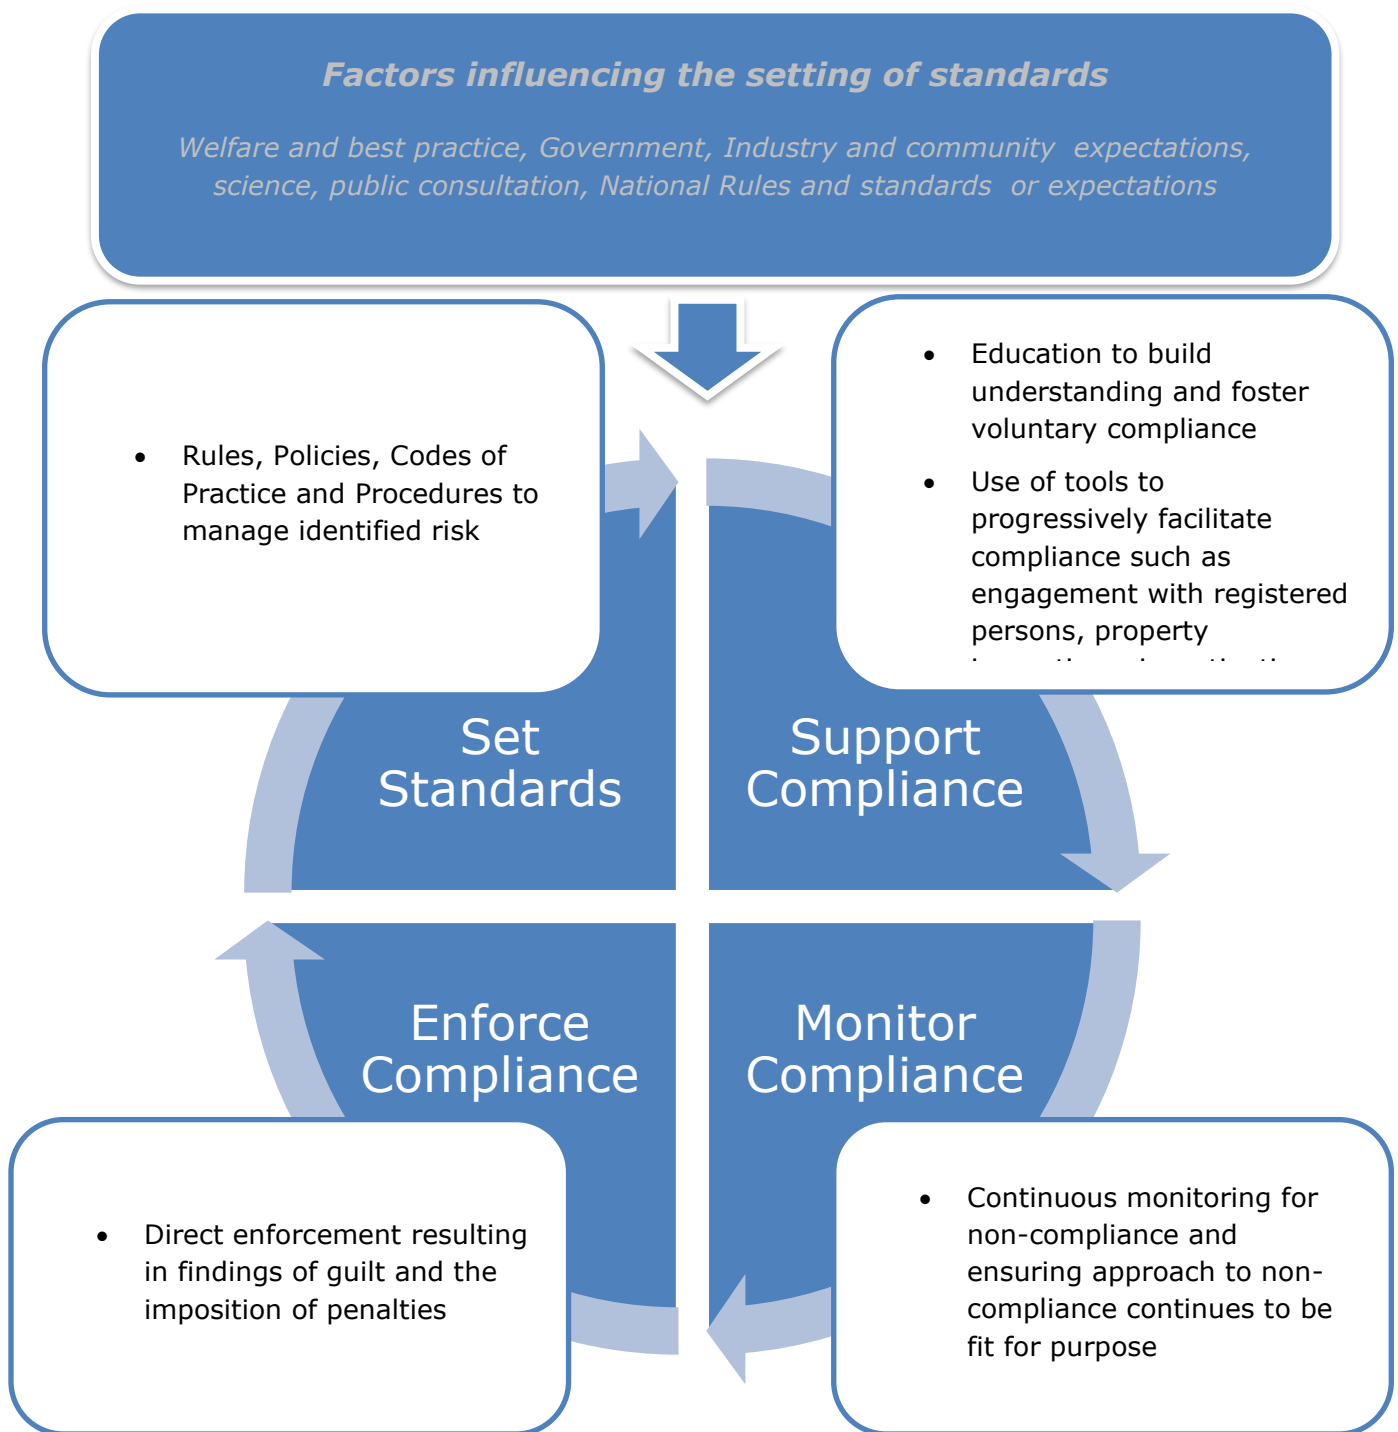 Factors influencing the setting of standards
Welfare and best practice, Government, Industry and community expectations,
science, public consultation, National Rules and standards or expectations
• Rules, Policies, Codes of
Practice and Procedures to
manage identified risk
• Education to build
understanding and foster
voluntary compliance
• Use of tools to
progressively facilitate
compliance such as
engagement with registered
persons, property
Set
Standards
Support
Compliance
Enforce
Compliance
Monitor
Compliance
• Direct enforcement resulting
in findings of guilt and the
imposition of penalties
• Continuous monitoring for
non-compliance and
ensuring approach to non-
compliance continues to be
fit for purpose